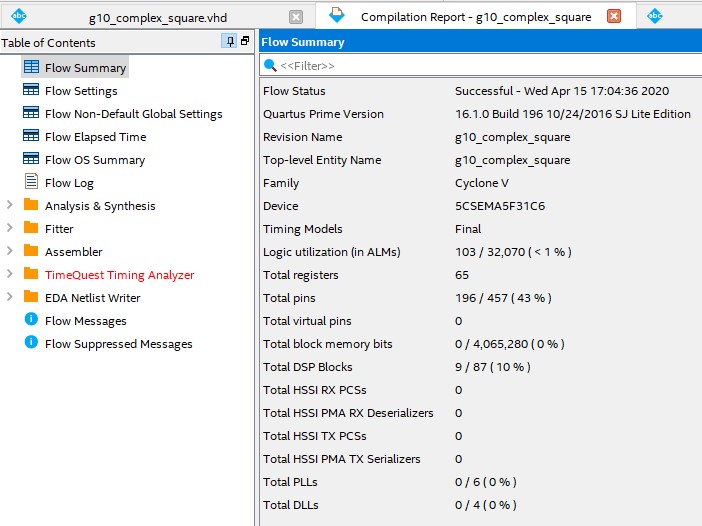 abc g10_complex_square.vhd Compilation Report - g10_complex_square abc
Table of Contents
Flow Summary
Flow Settings
Flow Non-Default Global Settings
Flow Elapsed Time
Flow OS Summary
Flow Log
Analysis & Synthesis
Fitter
Assembler
TimeQuest Timing Analyzer
EDA Netlist Writer
Flow Messages
Flow Suppressed Messages
Flow Summary
<<Filter>>
Flow Status Successful - Wed Apr 15 17:04:36 2020
Quartus Prime Version 16.1.0 Build 196 10/24/2016 SJ Lite Edition
Revision Name g10_complex_square
Top-level Entity Name g10_complex_square
Family Cyclone V
Device 5CSEMA5F31C6
Timing Models Final
Logic utilization (in ALMs) 103 / 32,070 ( < 1 % )
Total registers 65
Total pins 196 / 457 ( 43 % )
Total virtual pins 0
Total block memory bits 0 / 4,065,280 ( 0 % )
Total DSP Blocks 9 / 87 ( 10 % )
Total HSSI RX PCSs 0
Total HSSI PMA RX Deserializers 0
Total HSSI TX PCSs 0
Total HSSI PMA TX Serializers 0
Total PLLs 0 / 6 ( 0 % )
Total DLLs 0 / 4 ( 0 % )